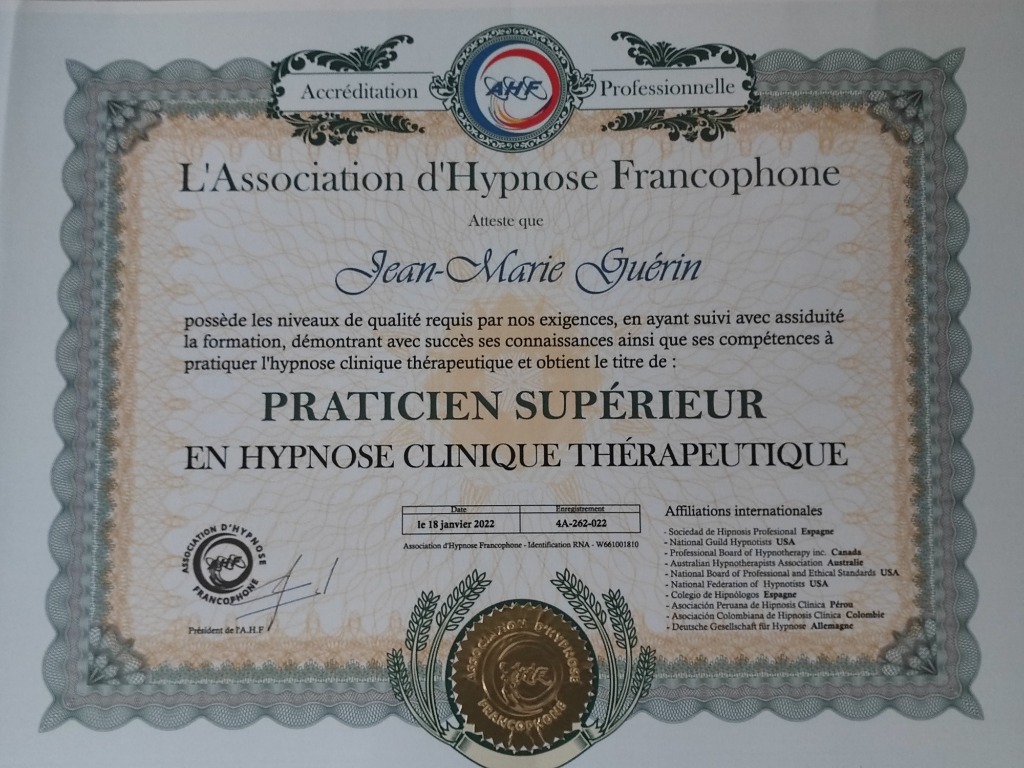 Accréditation
AHF
Professionnelle
L'Association d'Hypnose Francophone
Atteste que
Jean-Marie Guérin
possède les niveaux de qualité requis par nos exigences, en ayant suivi avec assiduité
la formation, démontrant avec succès ses connaissances ainsi que ses compétences à
pratiquer l'hypnose clinique thérapeutique et obtient le titre de :
PRATICIEN SUPÉRIEUR
EN HYPNOSE CLINIQUE THÉRAPEUTIQUE
Date
Enregistrement
le 18 janvier 2022
4A-262-022
Association d'Hypnose Francophone - Identification RNA - W661001810
Affiliations internationales
- Sociedad de Hipnosis Profesional Espagne
- National Guild Hypnotists USA
- Professional Board of Hypnotherapy inc. Canada
- Australian Hypnotherapists Association Australie
- National Board of Professional and Ethical Standards USA
- National Federation of Hypnotists USA
- Colegio de Hipnólogos Espagne
- Asociación Peruana de Hipnosis Clínica Pérou
- Asociación Colombiana de Hipnosis Clínica Colombie
- Deutsche Gesellschaft für Hypnose Allemagne
ASSOCIATION D'HYPNOSE
AHF
FRANCOPHONE
Président de l'A.H.F
ASSOCIATION D'HYPNOSE
AHF
FRANCOPHONE